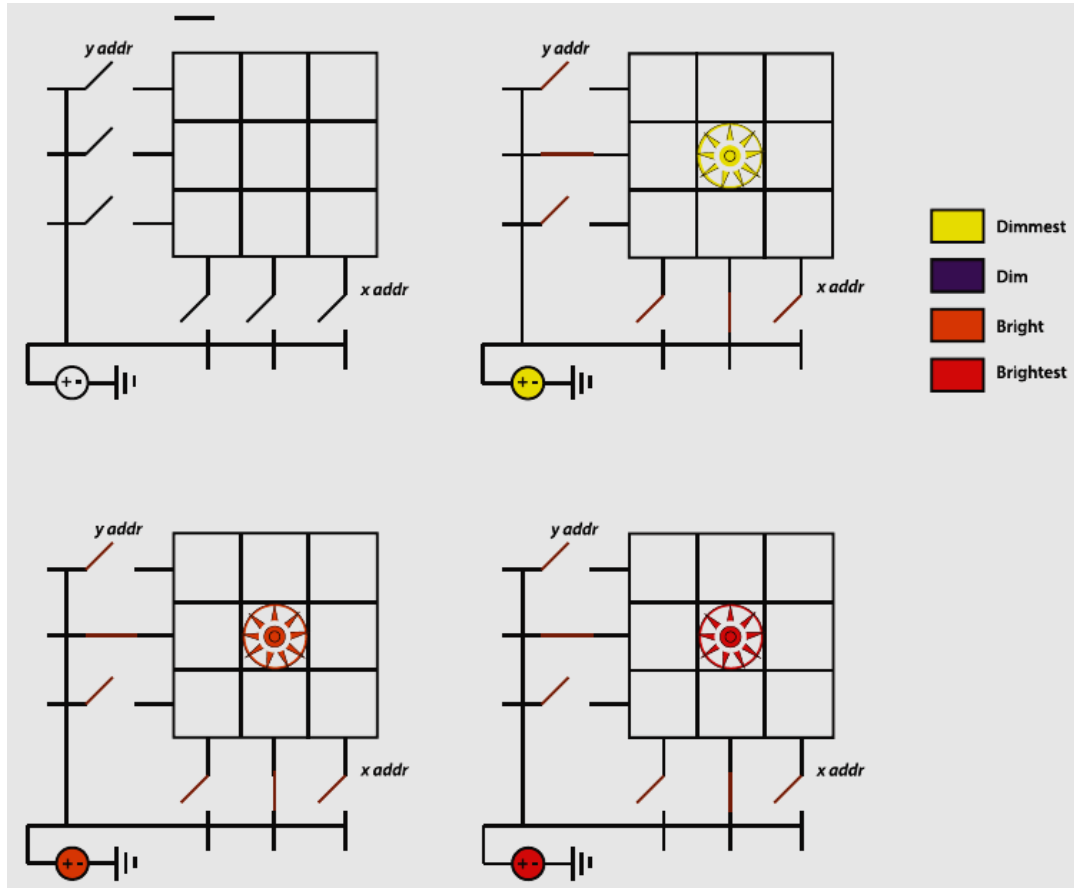 y addr
x addr
+ -
y addr
x addr
+ -
Dimmest
Dim
Bright
Brightest
y addr
x addr
+ -
y addr
x addr
+ -